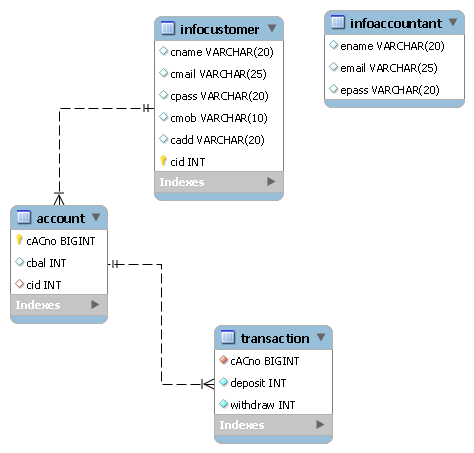 infocustomer
cname VARCHAR(20)
cmail VARCHAR(25)
cpass VARCHAR(20)
cmob VARCHAR(10)
cadd VARCHAR(20)
cid INT
Indexes
infoaccountant
ename VARCHAR(20)
email VARCHAR(25)
epass VARCHAR(20)
account
cACno BIGINT
cbal INT
cid INT
Indexes
transaction
cACno BIGINT
deposit INT
withdraw INT
Indexes